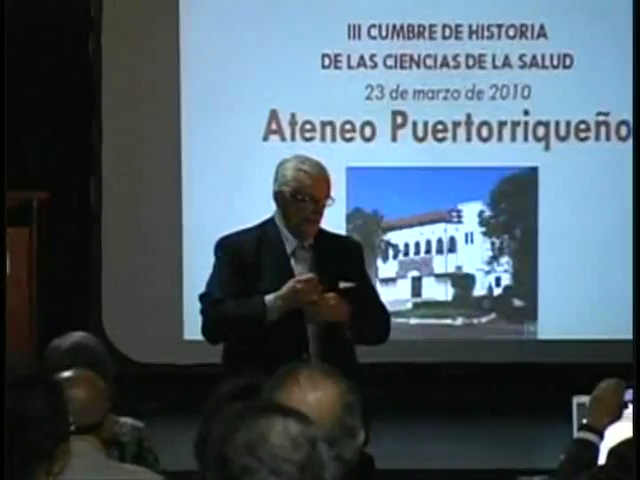 III CUMBRE DE HISTORIA
DE LAS CIENCIAS DE LA SALUD
23 de marzo de 2010
Ateneo Puertorriqueño